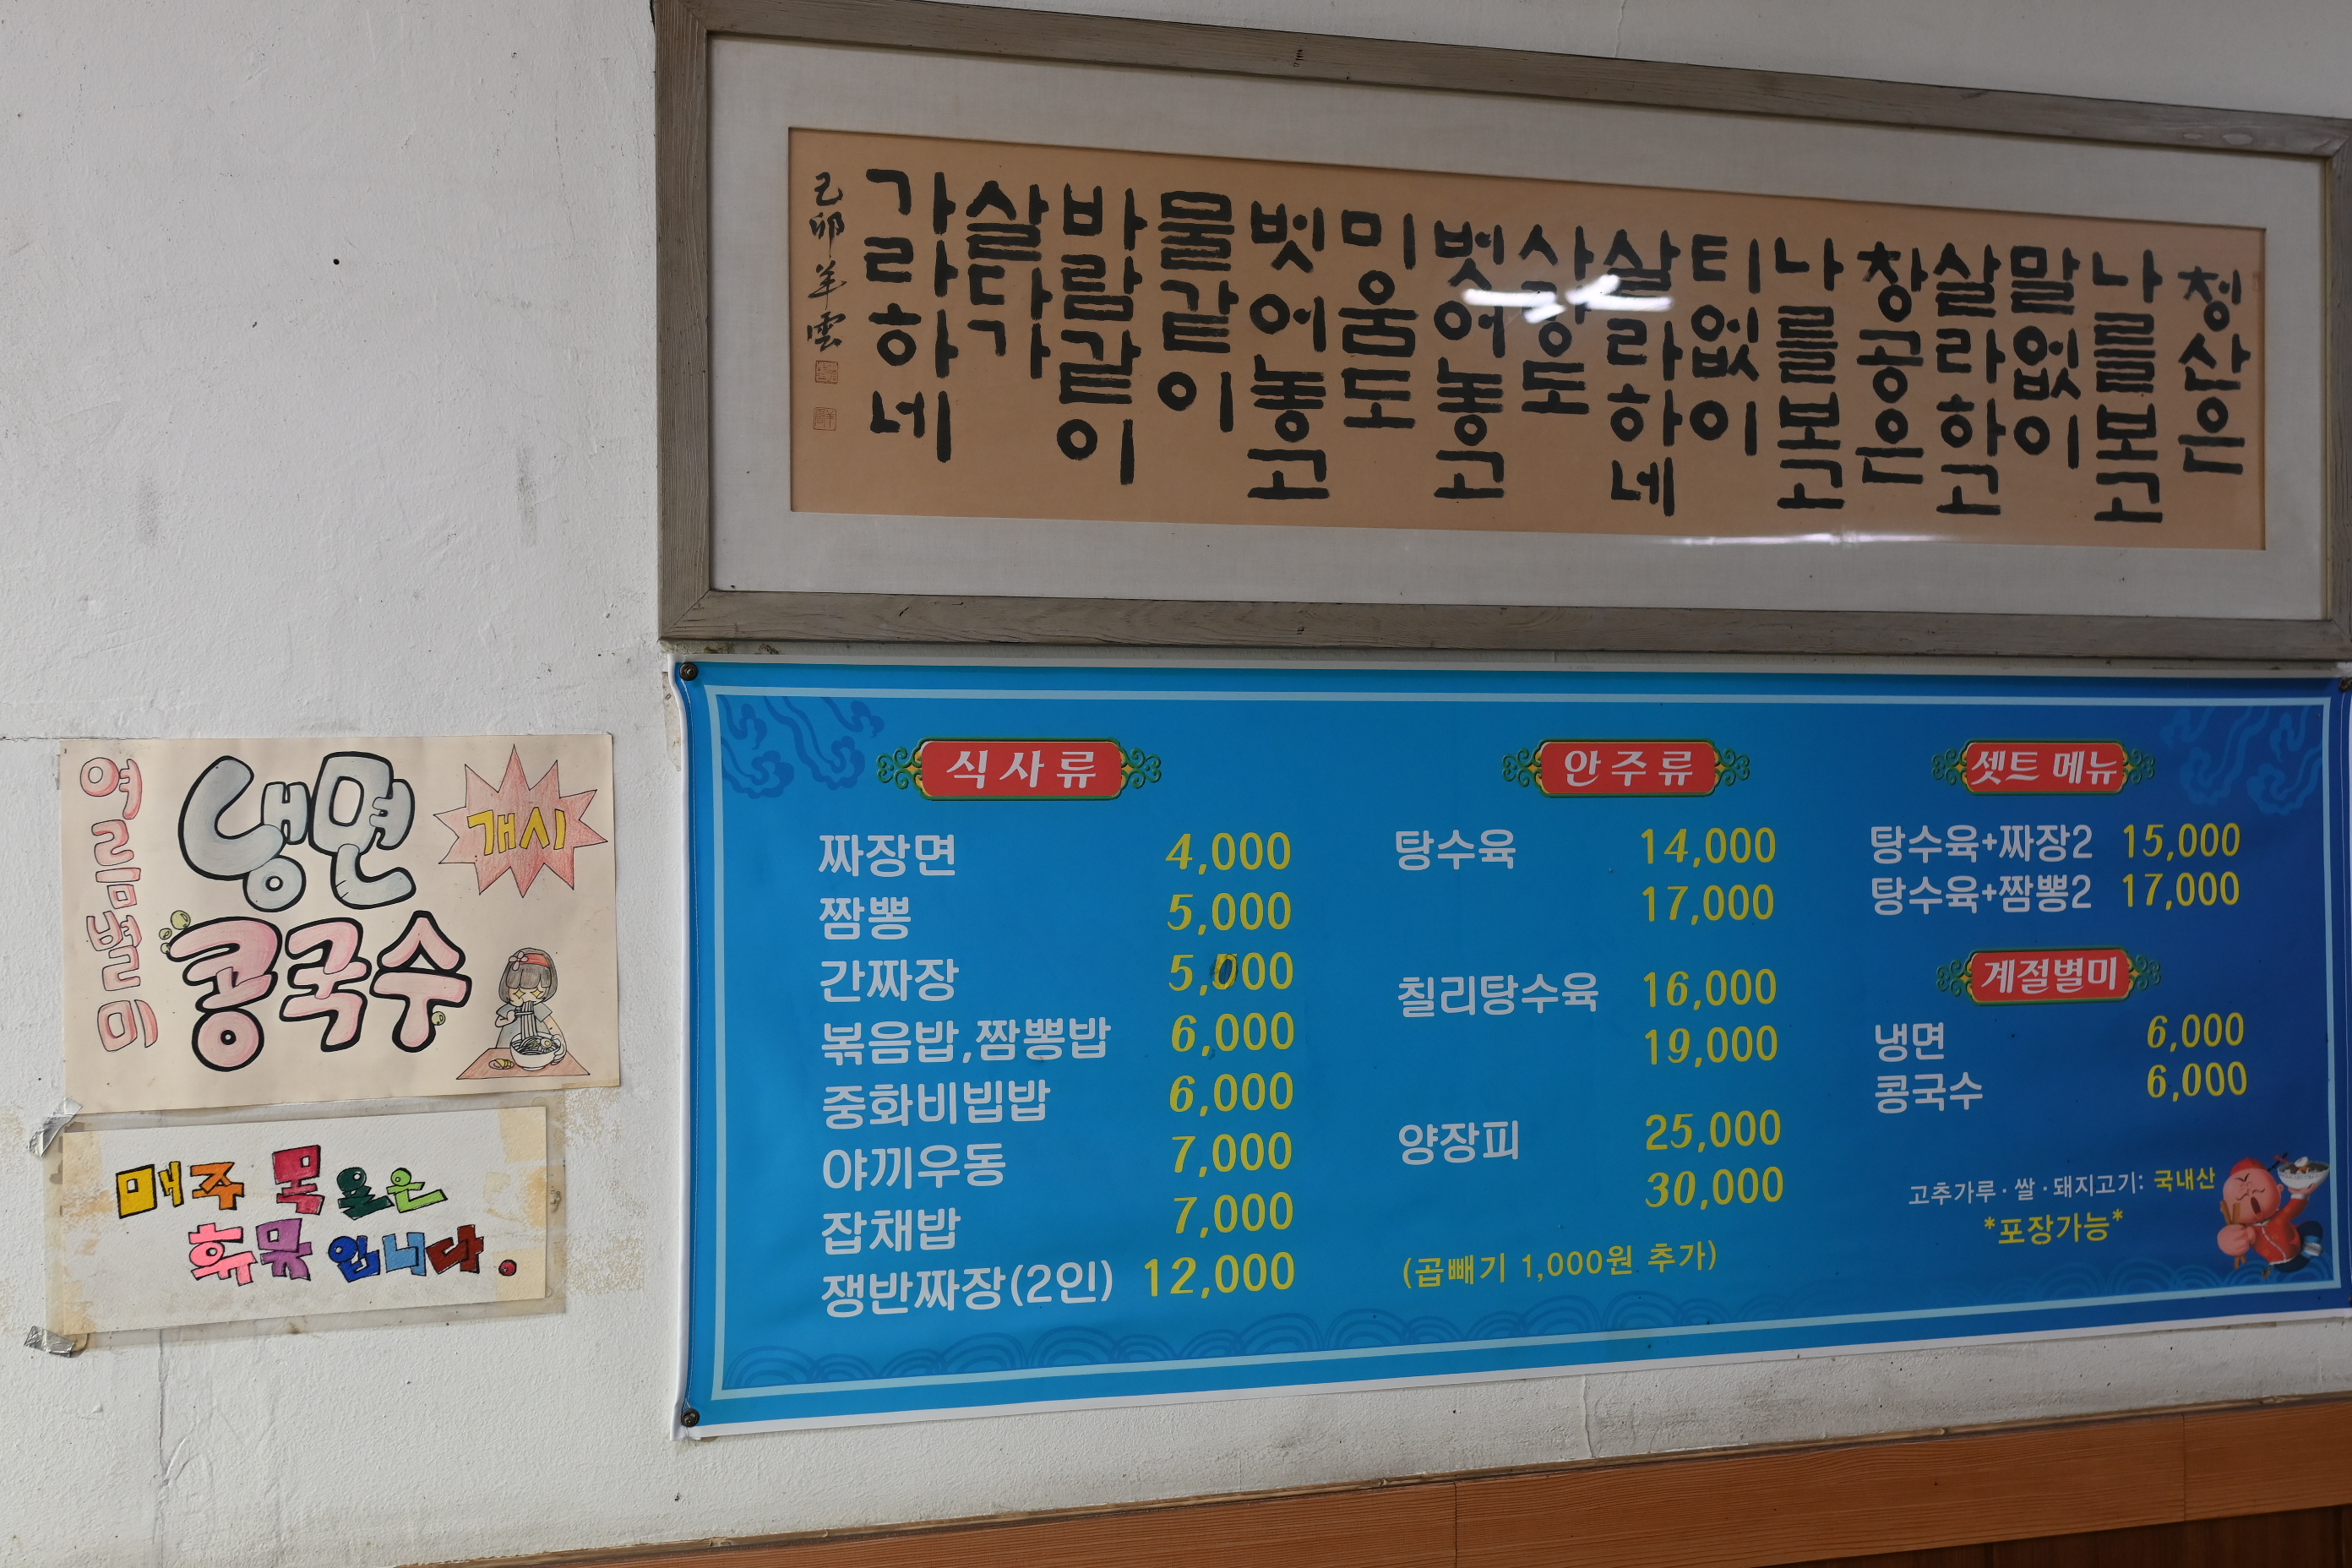 청산은
나를보고
말없이
살라하고
창공은
나를보고
티없이
살라하네
사랑도
벗어놓고
미움도
벗어놓고
물같이
바람같이
살다가
가라하네
己卯 羊雲
여름별미
냉면
콩국수
개시
매주 목요은
휴뮷 입니다.
식사류
짜장면 4,000
짬뽕 5,000
간짜장 5,000
볶음밥,짬뽕밥 6,000
중화비빕밥 6,000
야끼우동 7,000
잡채밥 7,000
쟁반짜장(2인) 12,000
안주류
탕수육 14,000
17,000
칠리탕수육 16,000
19,000
양장피 25,000
30,000
(곱빼기 1,000원 추가)
셋트 메뉴
탕수육+짜장2 15,000
탕수육+짬뽕2 17,000
계절별미
냉면 6,000
콩국수 6,000
고추가루·쌀·돼지고기: 국내산
*포장가능*